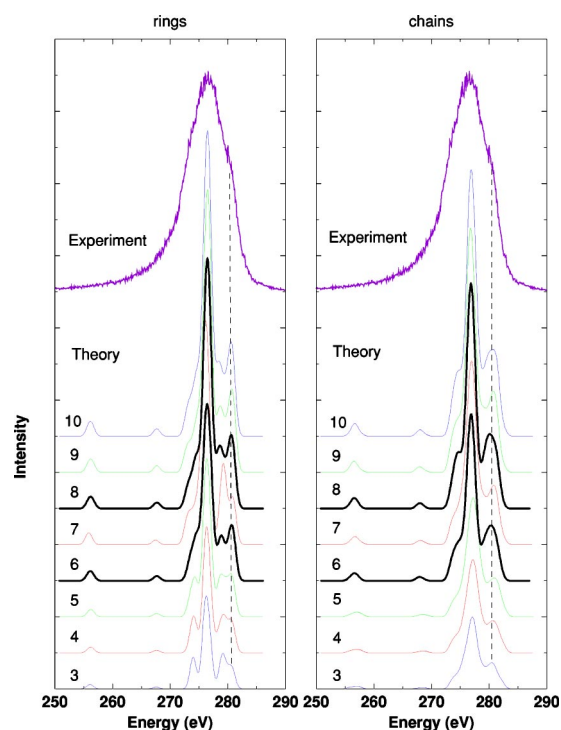 rings
chains
Experiment
Experiment
Theory
Theory
Intensity
10
9
8
7
6
5
4
3
10
9
8
7
6
5
4
3
250 260 270 280 290
250 260 270 280 290
Energy (eV)
Energy (eV)